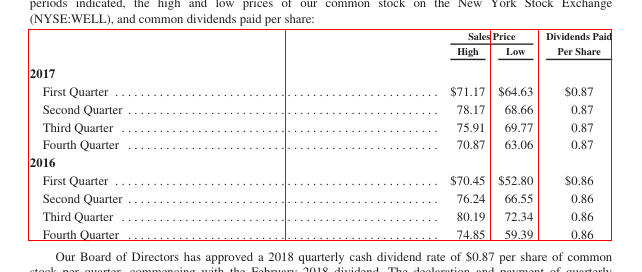 periods indicated, the high and low prices of our common stock on the New York Stock Exchange
(NYSE:WELL), and common dividends paid per share:
Sales Price Dividends Paid
High Low Per Share
2017
First Quarter . . . . . . . . . . . . . . . . . . . . . . . . . . . . . . . . . . . . . . . . . . . . . . . . . . $71.17 $64.63 $0.87
Second Quarter . . . . . . . . . . . . . . . . . . . . . . . . . . . . . . . . . . . . . . . . . . . . . . . . 78.17 68.66 0.87
Third Quarter . . . . . . . . . . . . . . . . . . . . . . . . . . . . . . . . . . . . . . . . . . . . . . . . . 75.91 69.77 0.87
Fourth Quarter . . . . . . . . . . . . . . . . . . . . . . . . . . . . . . . . . . . . . . . . . . . . . . . . 70.87 63.06 0.87
2016
First Quarter . . . . . . . . . . . . . . . . . . . . . . . . . . . . . . . . . . . . . . . . . . . . . . . . . . $70.45 $52.80 $0.86
Second Quarter . . . . . . . . . . . . . . . . . . . . . . . . . . . . . . . . . . . . . . . . . . . . . . . . 76.24 66.55 0.86
Third Quarter . . . . . . . . . . . . . . . . . . . . . . . . . . . . . . . . . . . . . . . . . . . . . . . . . 80.19 72.34 0.86
Fourth Quarter . . . . . . . . . . . . . . . . . . . . . . . . . . . . . . . . . . . . . . . . . . . . . . . . 74.85 59.39 0.86
Our Board of Directors has approved a 2018 quarterly cash dividend rate of $0.87 per share of common
stock per quarter, commencing with the February 2018 dividend. The declaration and payment of quarterly